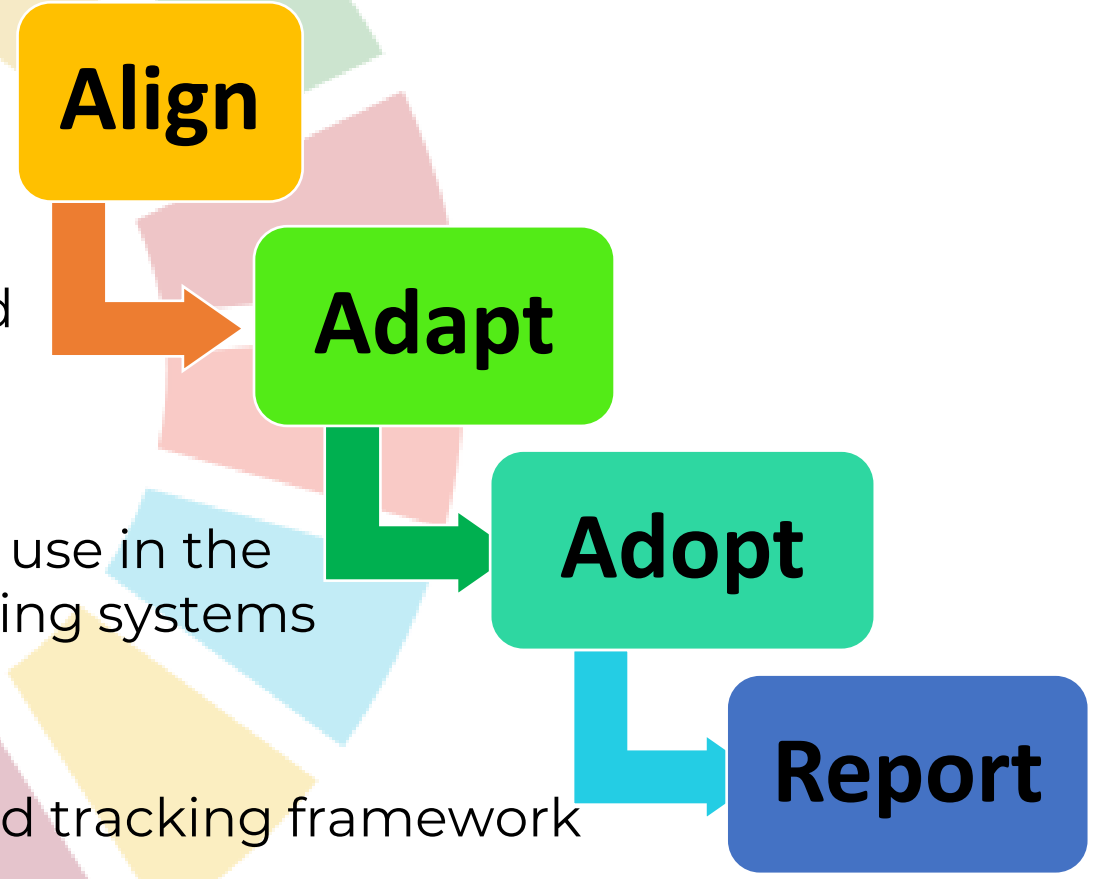 Align
d
Adapt
use in the
ing systems
Adopt
Report
d tracking framework